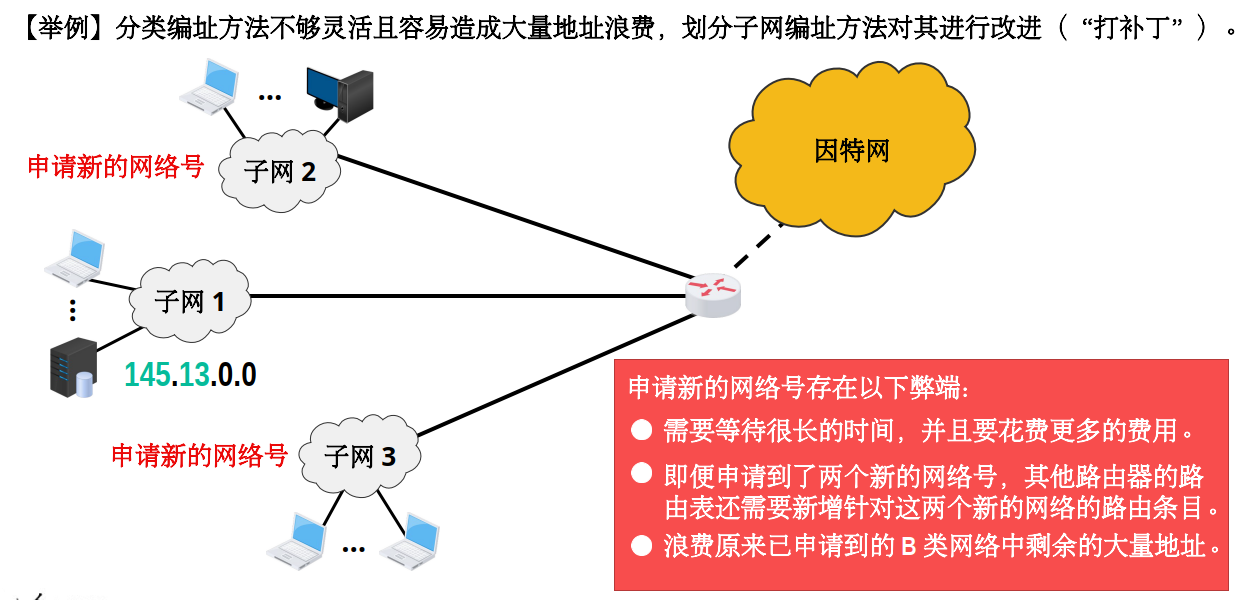 【举例】分类编址方法不够灵活且容易造成大量地址浪费，划分子网编址方法对其进行改进（“打补丁”）。
...
申请新的网络号
子网 2
因特网
子网 1
145.13.0.0
申请新的网络号
子网 3
...
申请新的网络号存在以下弊端:
● 需要等待很长的时间，并且要花费更多的费用。
● 即便申请到了两个新的网络号，其他路由器的路
由表还需要新增针对这两个新的网络的路由条目。
● 浪费原来已申请到的 B 类网络中剩余的大量地址。